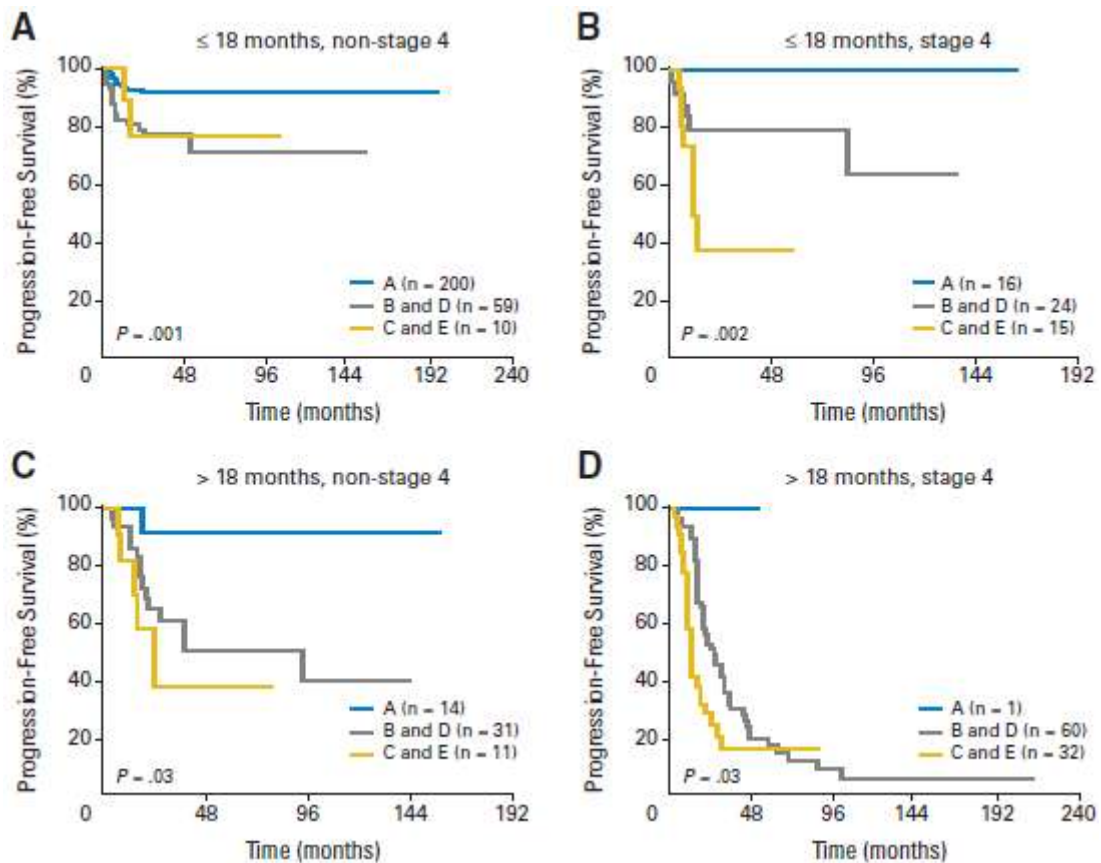 A
≤ 18 months, non-stage 4
Progression-Free Survival (%)
100
80
60
40
20
0
48
96
144
192
240
A (n = 200)
B and D (n = 59)
C and E (n = 10)
P = .001
Time (months)
B
≤ 18 months, stage 4
Progression-Free Survival (%)
100
80
60
40
20
0
48
96
144
192
A (n = 16)
B and D (n = 24)
C and E (n = 15)
P = .002
Time (months)
C
> 18 months, non-stage 4
Progression-Free Survival (%)
100
80
60
40
20
0
48
96
144
192
A (n = 14)
B and D (n = 31)
C and E (n = 11)
P = .03
Time (months)
D
> 18 months, stage 4
Progression-Free Survival (%)
100
80
60
40
20
0
48
96
144
192
240
A (n = 1)
B and D (n = 60)
C and E (n = 32)
P = .03
Time (months)